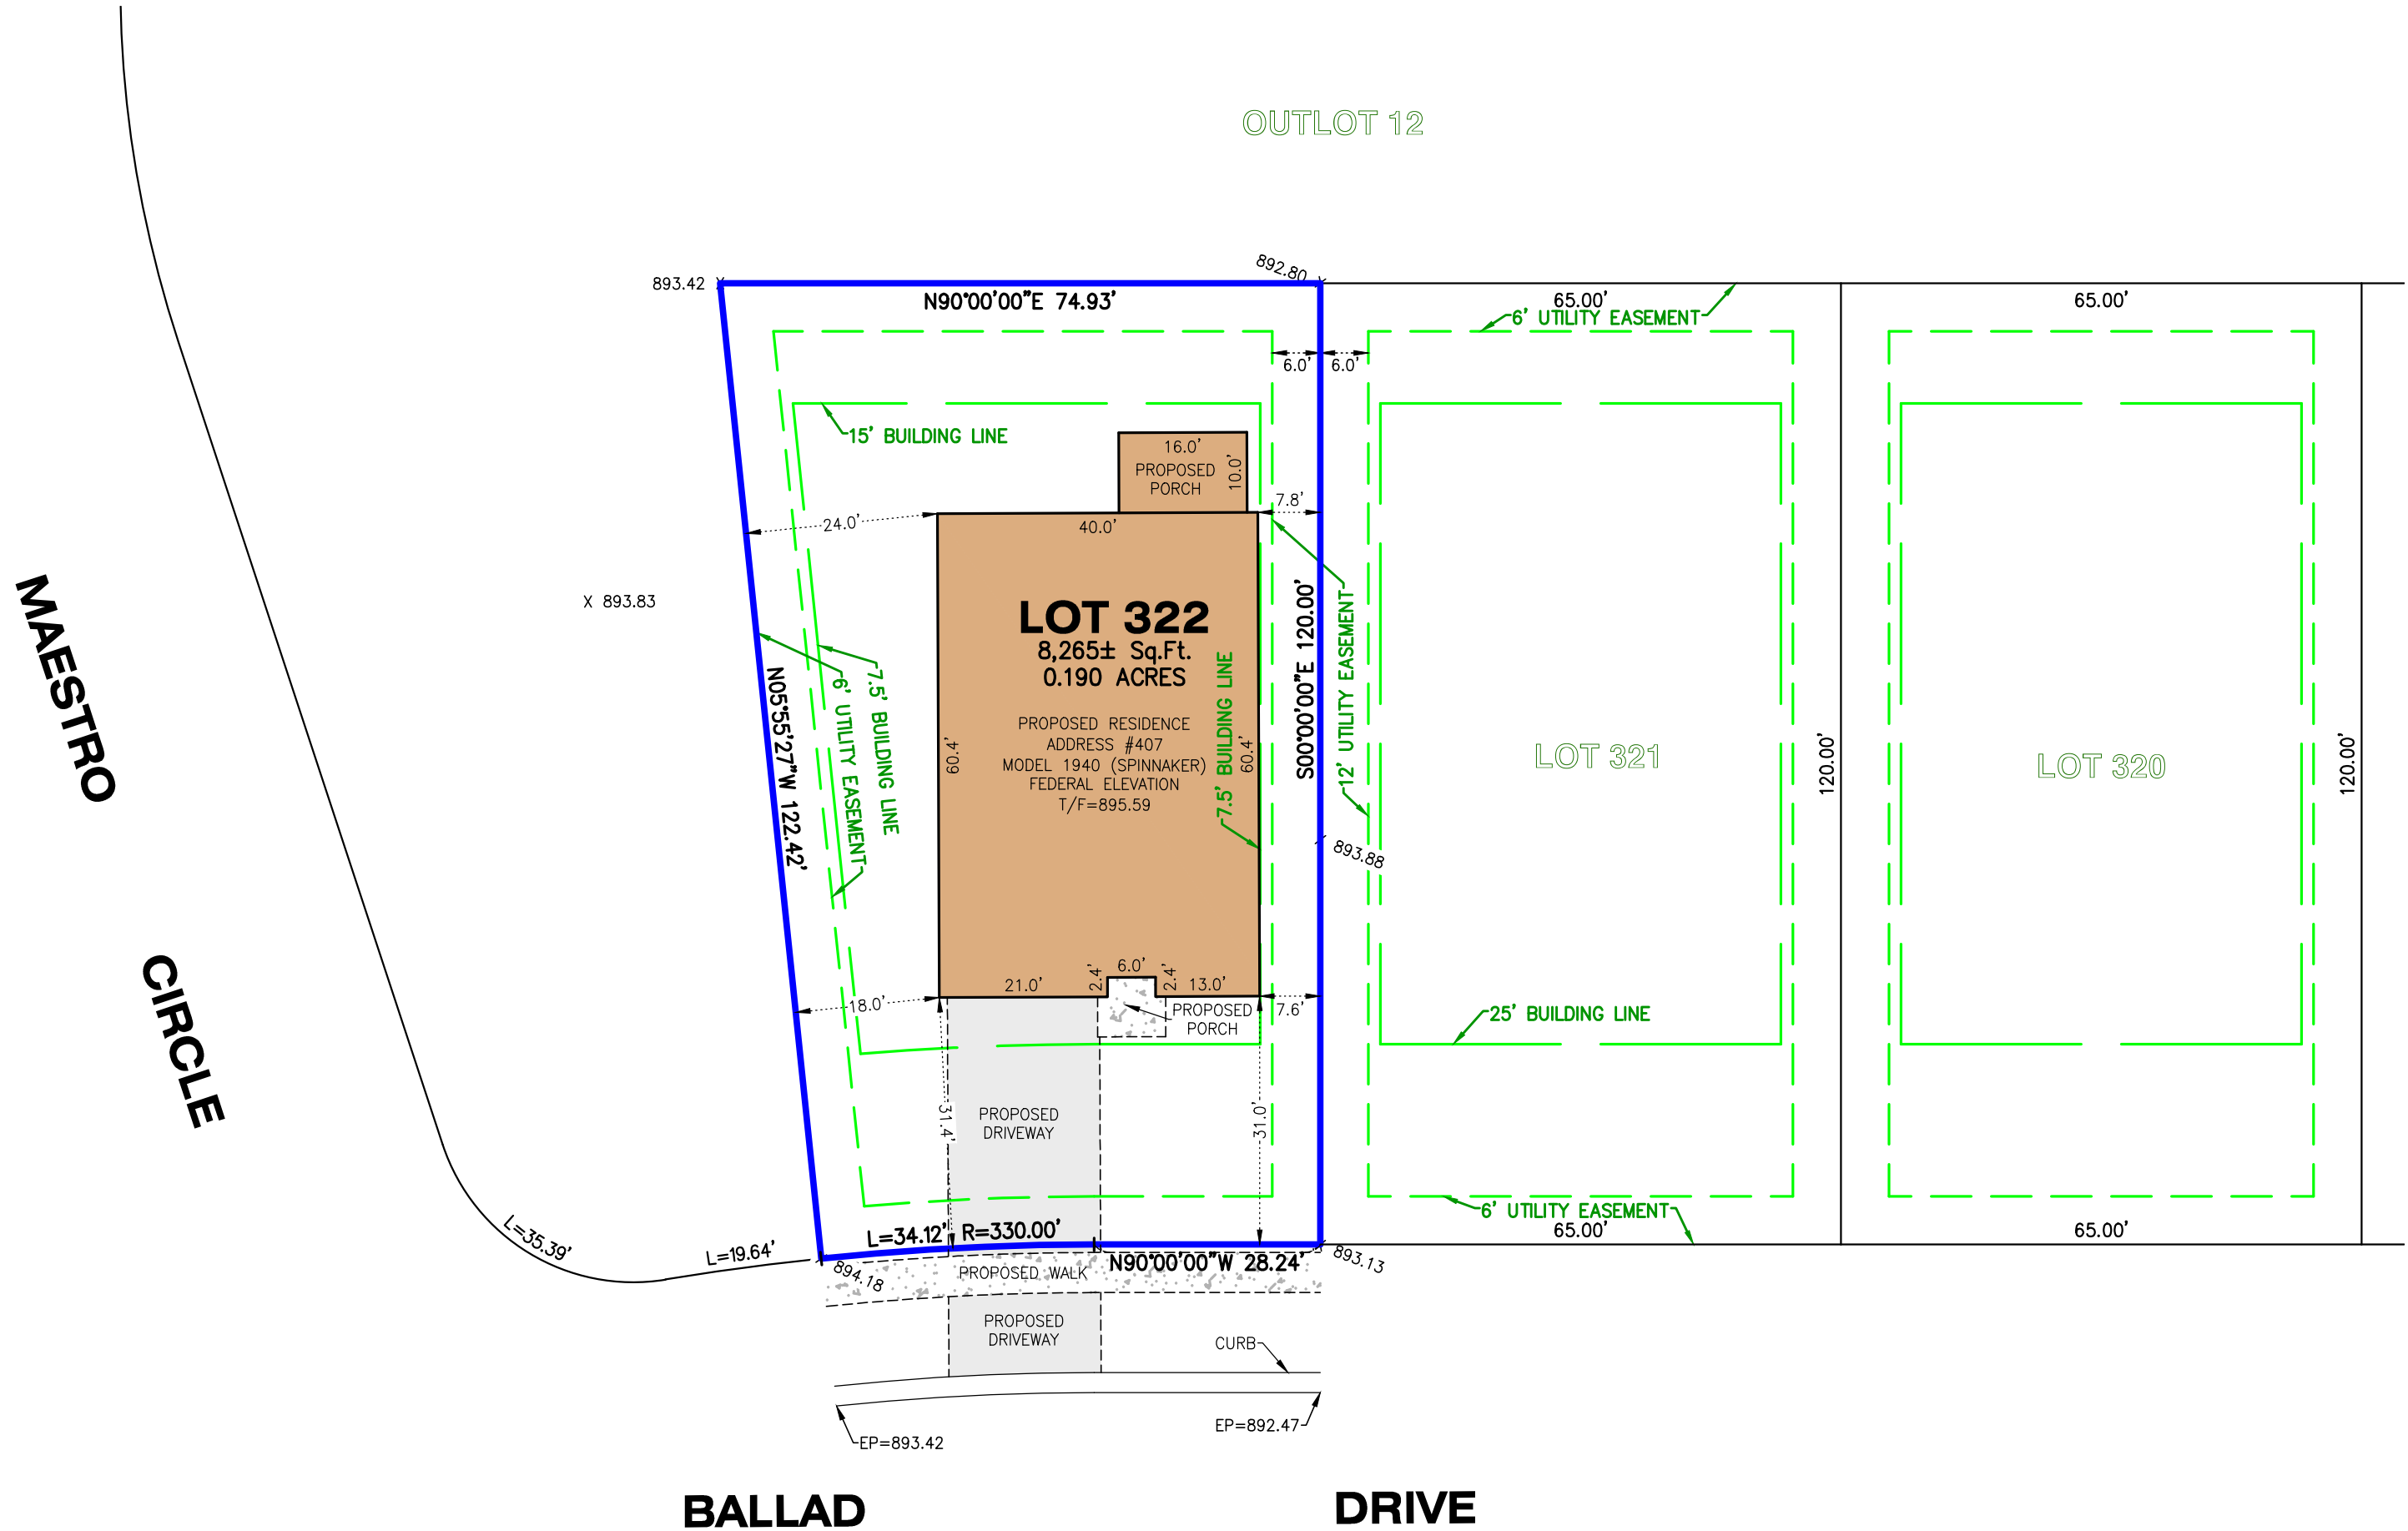 OUTLOT 12
893.42
892.80
N90°00'00"E 74.93'
65.00'
65.00'
6' UTILITY EASEMENT
6.0'
6.0'
15' BUILDING LINE
16.0'
PROPOSED
PORCH
10.0'
7.8'
24.0'
40.0'
X 893.83
LOT 322
8,265± Sq.Ft.
0.190 ACRES
PROPOSED RESIDENCE
ADDRESS #407
MODEL 1940 (SPINNAKER)
FEDERAL ELEVATION
T/F=895.59
60.4'
60.4'
7.5' BUILDING LINE
S00°00'00"E 120.00'
12' UTILITY EASEMENT
N05°55'27"W 122.42'
6' UTILITY EASEMENT
7.5' BUILDING LINE
LOT 321
120.00'
LOT 320
120.00'
893.88
MAESTRO
CIRCLE
18.0'
21.0'
2.4'
6.0'
2.4'
13.0'
7.6'
PROPOSED
PORCH
25' BUILDING LINE
31.4'
PROPOSED
DRIVEWAY
31.0'
6' UTILITY EASEMENT
65.00'
65.00'
L=35.39'
L=19.64'
L=34.12'
R=330.00'
N90°00'00"W 28.24'
894.18
PROPOSED WALK
893.13
PROPOSED
DRIVEWAY
CURB
EP=893.42
EP=892.47
BALLAD
DRIVE